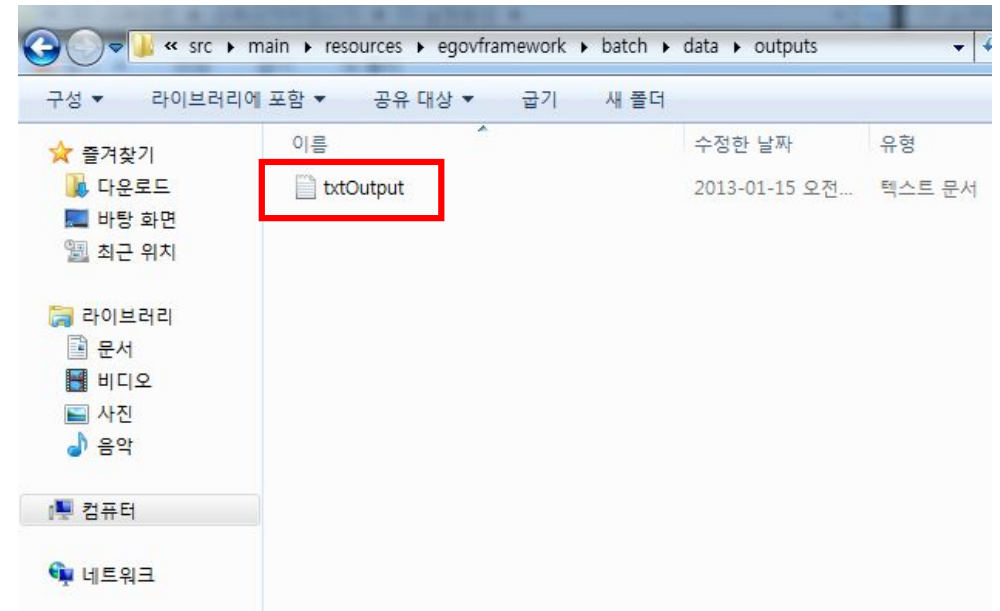 « src ▸ main ▸ resources ▸ egovframework ▸ batch ▸ data ▸ outputs
구성 ▼ 라이브러리에 포함 ▼ 공유 대상 ▼ 굽기 새 폴더
이름 수정한 날짜 유형
txtOutput 2013-01-15 오전... 텍스트 문서
즐겨찾기
다운로드
바탕 화면
최근 위치
라이브러리
문서
비디오
사진
음악
컴퓨터
네트워크